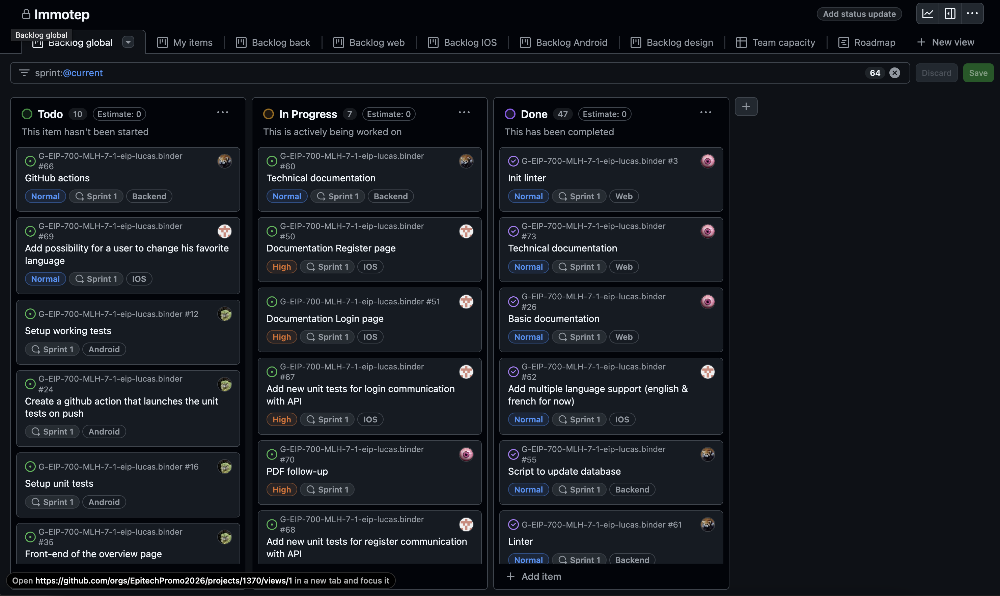 Immotep
Add status update
Backlog global
Backlog global
My items
Backlog back
Backlog web
Backlog IOS
Backlog Android
Backlog design
Team capacity
Roadmap
New view
sprint:@current
64
Discard
Save
Todo 10 Estimate: 0
This item hasn't been started
G-EIP-700-MLH-7-1-eip-lucas.binder
#66
GitHub actions
Normal Sprint 1 Backend
G-EIP-700-MLH-7-1-eip-lucas.binder
#69
Add possibility for a user to change his favorite
language
Normal Sprint 1 IOS
G-EIP-700-MLH-7-1-eip-lucas.binder #12
Setup working tests
Sprint 1 Android
G-EIP-700-MLH-7-1-eip-lucas.binder
#24
Create a github action that launches the unit
tests on push
Sprint 1 Android
G-EIP-700-MLH-7-1-eip-lucas.binder #16
Setup unit tests
Sprint 1 Android
G-EIP-700-MLH-7-1-eip-lucas.binder
#35
Front-end of the overview page
In Progress 7 Estimate: 0
This is actively being worked on
G-EIP-700-MLH-7-1-eip-lucas.binder
#60
Technical documentation
Normal Sprint 1 Backend
G-EIP-700-MLH-7-1-eip-lucas.binder
#50
Documentation Register page
High Sprint 1 IOS
G-EIP-700-MLH-7-1-eip-lucas.binder #51
Documentation Login page
High Sprint 1 IOS
G-EIP-700-MLH-7-1-eip-lucas.binder
#67
Add new unit tests for login communication
with API
High Sprint 1 IOS
G-EIP-700-MLH-7-1-eip-lucas.binder
#70
PDF follow-up
High Sprint 1
G-EIP-700-MLH-7-1-eip-lucas.binder
#68
Add new unit tests for register communication
with API
Done 47 Estimate: 0
This has been completed
G-EIP-700-MLH-7-1-eip-lucas.binder #3
Init linter
Normal Sprint 1 Web
G-EIP-700-MLH-7-1-eip-lucas.binder
#73
Technical documentation
Normal Sprint 1 Web
G-EIP-700-MLH-7-1-eip-lucas.binder
#26
Basic documentation
Normal Sprint 1 Web
G-EIP-700-MLH-7-1-eip-lucas.binder
#52
Add multiple language support (english &
french for now)
Normal Sprint 1 IOS
G-EIP-700-MLH-7-1-eip-lucas.binder
#55
Script to update database
Normal Sprint 1 Backend
G-EIP-700-MLH-7-1-eip-lucas.binder #61
Linter
Normal Sprint 1 Backend
Add item
Open https://github.com/orgs/EpitechPromo2026/projects/1370/views/1 in a new tab and focus it